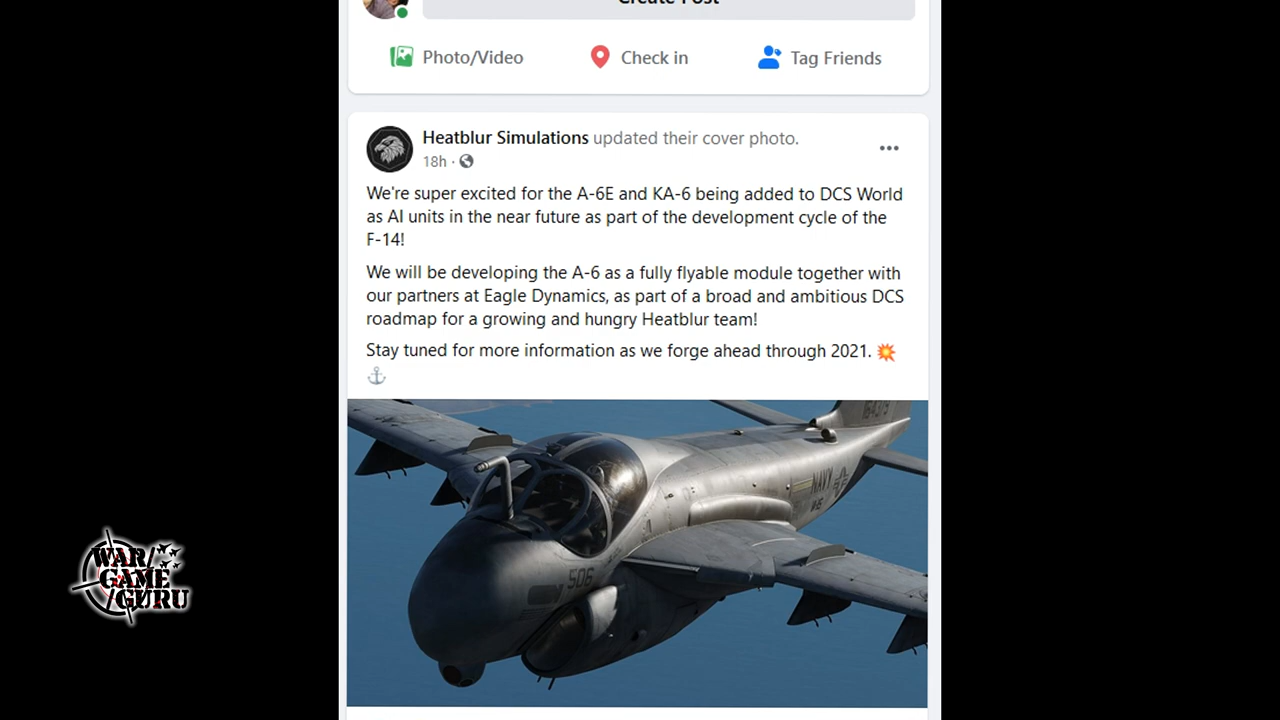 Create Post
Photo/Video Check in Tag Friends
Heatblur Simulations updated their cover photo.
18h ·
We're super excited for the A-6E and KA-6 being added to DCS World
as AI units in the near future as part of the development cycle of the
F-14!
We will be developing the A-6 as a fully flyable module together with
our partners at Eagle Dynamics, as part of a broad and ambitious DCS
roadmap for a growing and hungry Heatblur team!
Stay tuned for more information as we forge ahead through 2021. 💥
⚓
NAVY
506
WAR
GAME
GURU